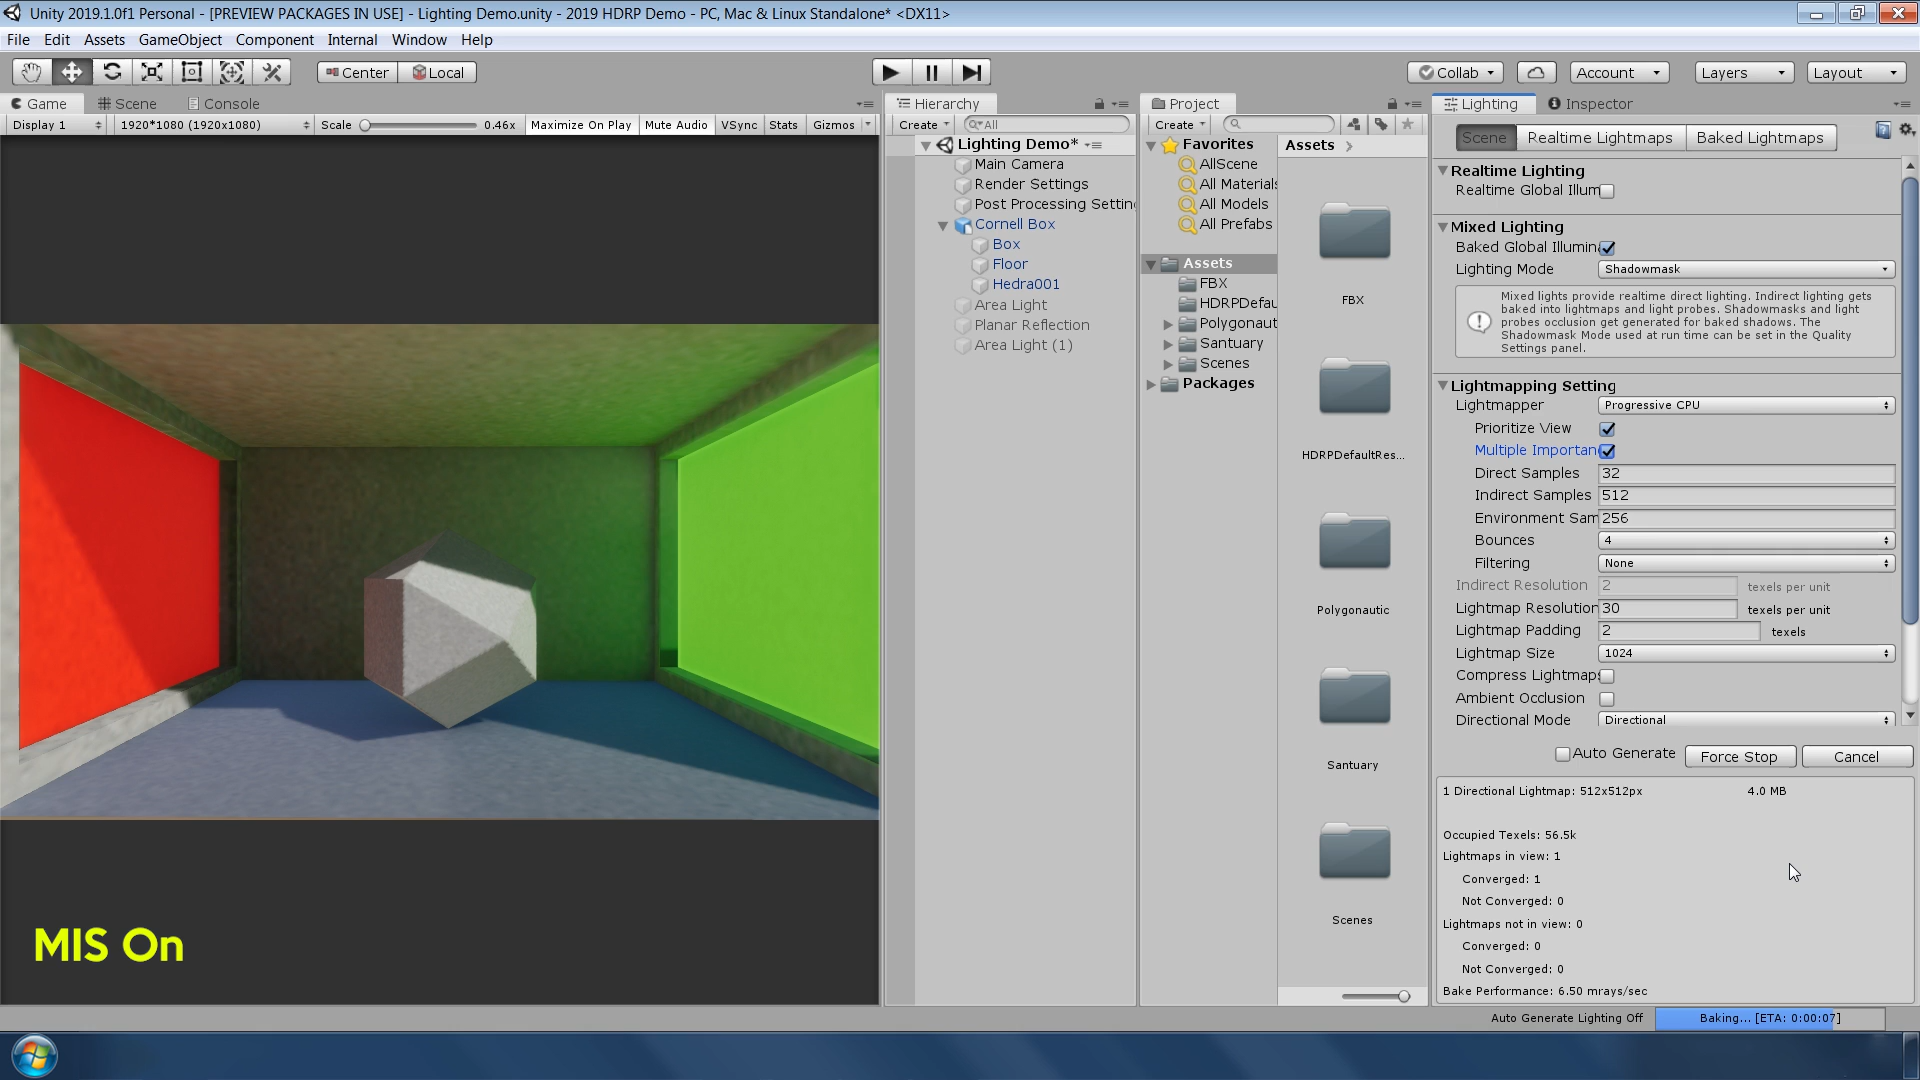 Unity 2019.1.0f1 Personal - [PREVIEW PACKAGES IN USE] - Lighting Demo.unity - 2019 HDRP Demo - PC, Mac & Linux Standalone* <DX11>
File Edit Assets GameObject Component Internal Window Help
Center Local Collab Account Layers Layout
Game Scene Console
Display 1 1920*1080 (1920x1080) Scale 0.46x Maximize On Play Mute Audio VSync Stats Gizmos
MIS On
Hierarchy
Create All
Lighting Demo*
Main Camera
Render Settings
Post Processing Setting
Cornell Box
Box
Floor
Hedra001
Area Light
Planar Reflection
Area Light (1)
Project
Create
Favorites
AllScene
All Materials
All Models
All Prefabs
Assets
FBX
HDRPDefau
Polygonaut
Santuary
Scenes
Packages
Assets
FBX
HDRPDefaultRes...
Polygonautic
Santuary
Scenes
Lighting Inspector
Scene Realtime Lightmaps Baked Lightmaps
Realtime Lighting
Realtime Global Illum
Mixed Lighting
Baked Global Illumina
Lighting Mode Shadowmask
Mixed lights provide realtime direct lighting. Indirect lighting gets
baked into lightmaps and light probes. Shadowmasks and light
probes occlusion get generated for baked shadows. The
Shadowmask Mode used at run time can be set in the Quality
Settings panel.
Lightmapping Setting
Lightmapper Progressive CPU
Prioritize View
Multiple Importan
Direct Samples 32
Indirect Samples 512
Environment Sam 256
Bounces 4
Filtering None
Indirect Resolution 2 texels per unit
Lightmap Resolution 30 texels per unit
Lightmap Padding 2 texels
Lightmap Size 1024
Compress Lightmaps
Ambient Occlusion
Directional Mode Directional
Auto Generate Force Stop Cancel
1 Directional Lightmap: 512x512px 4.0 MB
Occupied Texels: 56.5k
Lightmaps in view: 1
Converged: 1
Not Converged: 0
Lightmaps not in view: 0
Converged: 0
Not Converged: 0
Bake Performance: 6.50 mrays/sec
Auto Generate Lighting Off Baking... [ETA: 0:00:07]